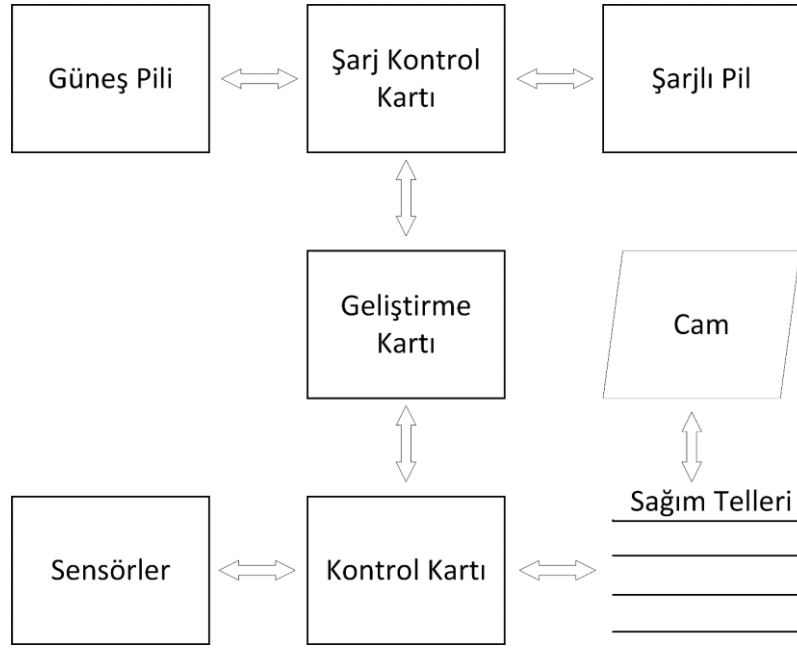 Güneş Pili
Şarj Kontrol
Kartı
Şarjlı Pil
Geliştirme
Kartı
Cam
Sensörler
Kontrol Kartı
Sağım Telleri